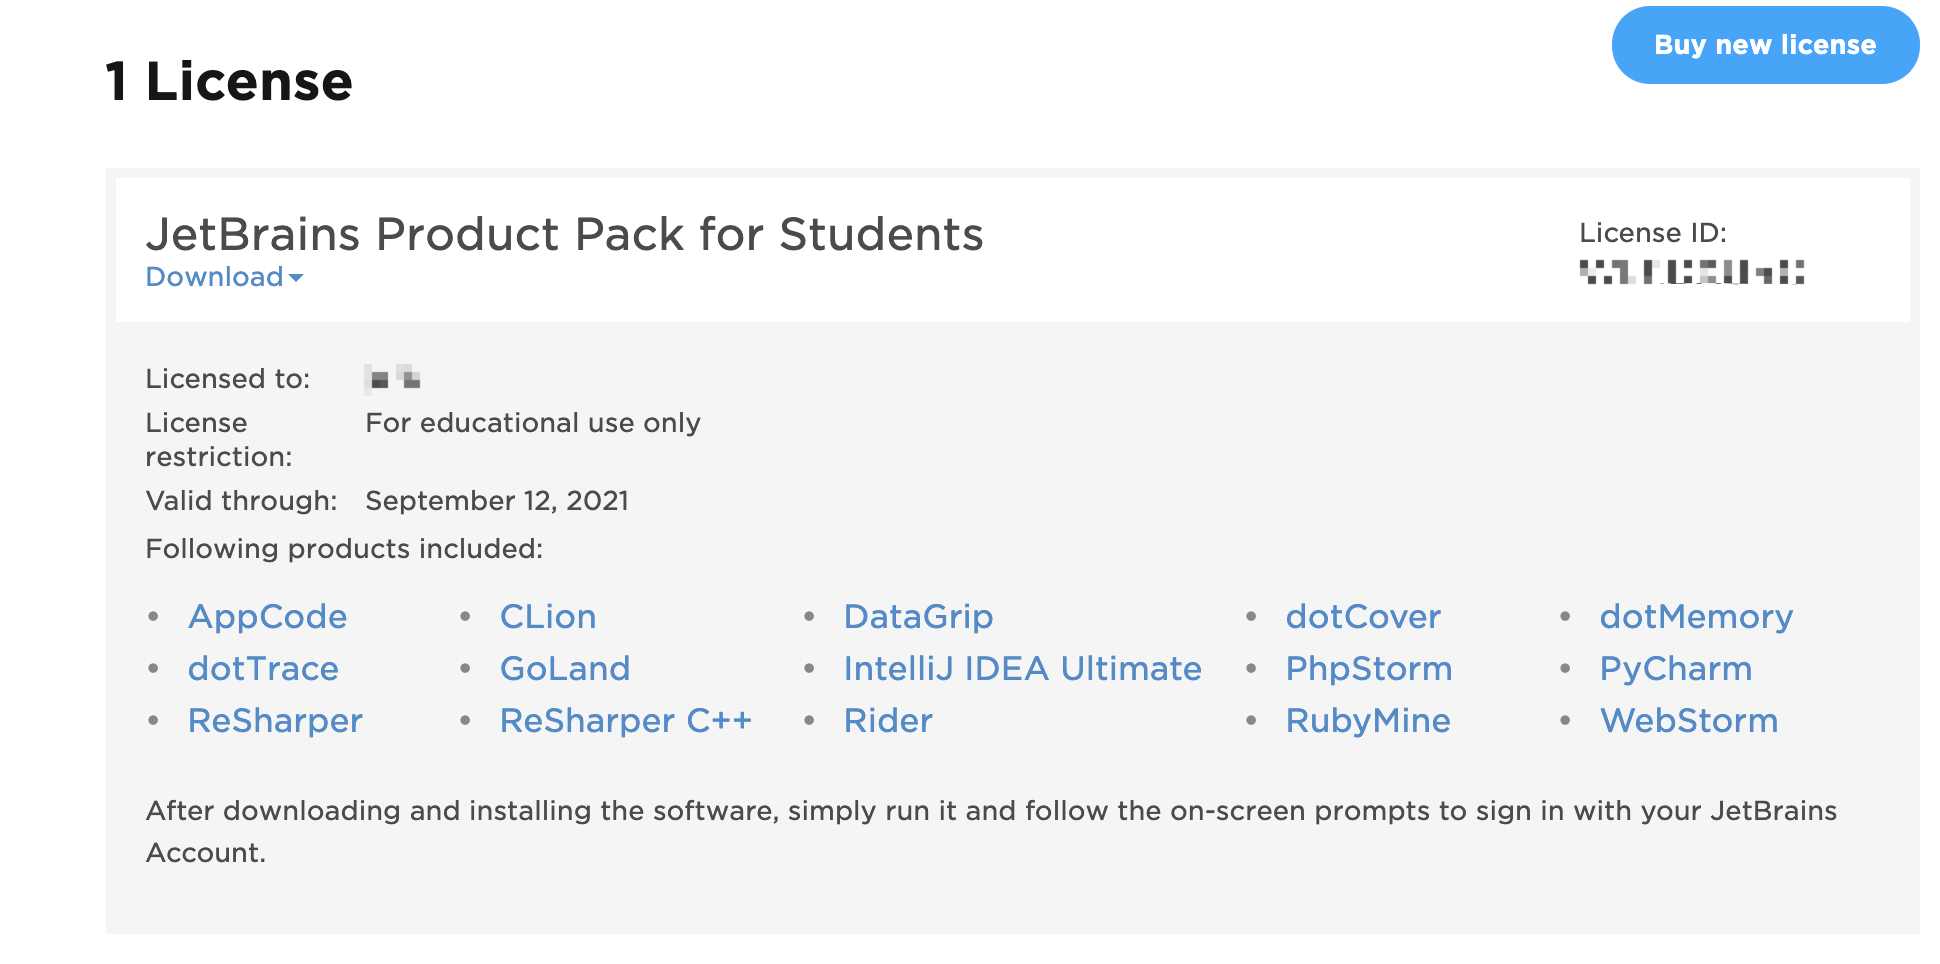 Buy new license
1 License
JetBrains Product Pack for Students
Download
License ID:
Licensed to:
License restriction: For educational use only
Valid through: September 12, 2021
Following products included:
• AppCode • CLion • DataGrip • dotCover • dotMemory
• dotTrace • GoLand • IntelliJ IDEA Ultimate • PhpStorm • PyCharm
• ReSharper • ReSharper C++ • Rider • RubyMine • WebStorm
After downloading and installing the software, simply run it and follow the on-screen prompts to sign in with your JetBrains
Account.